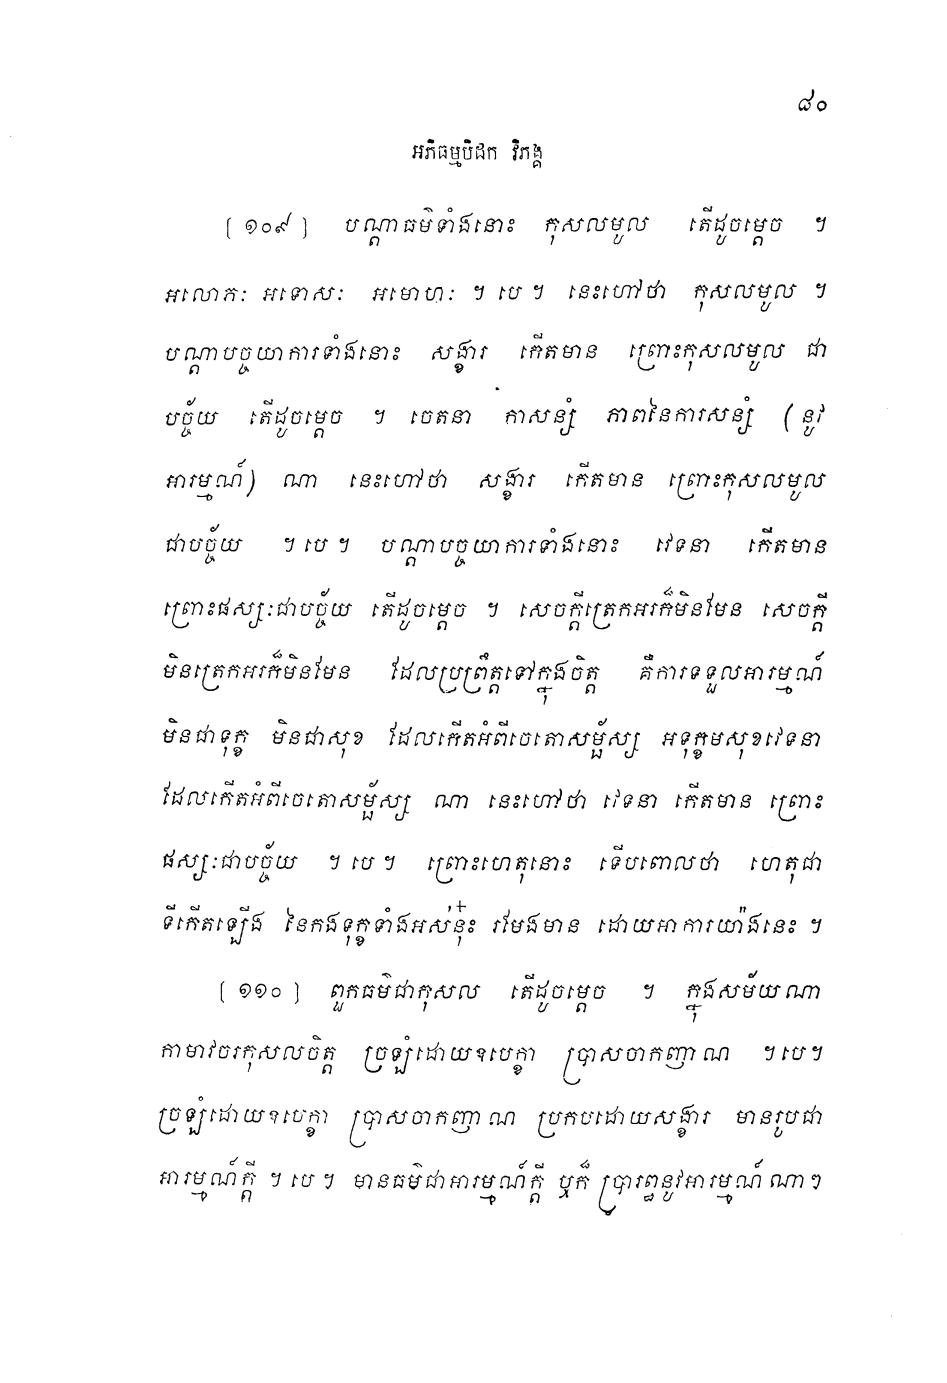 ៨០
អភិធម្មបិដក វិភង្គ
[១០៩] បណ្តាធម៌ទាំងនោះ កុសលមូល តើដូចម្តេច ។
អលោភៈ អទោសៈ អមោហៈ ។ បេ ។ នេះហៅថា កុសលមូល ។
បណ្តាបច្ចយាការទាំងនោះ សង្ខារ កើតមាន ព្រោះកុសលមូល ជា
បច្ច័យ តើដូចម្តេច ។ ចេតនា កាសន្សំ ភាពនៃការសន្សំ (នូវ
អារម្មណ៍) ណា នេះហៅថា សង្ខារ កើតមាន ព្រោះកុសលមូល
ជាបច្ច័យ ។ បេ ។ បណ្តាបច្ចយាការទាំងនោះ វេទនា កើតមាន
ព្រោះផស្សៈជាបច្ច័យ តើដូចម្តេច ។ សេចក្តីត្រេកអរក៏មិនមែន សេចក្តី
មិនត្រេកអរក៏មិនមែន ដែលប្រព្រឹត្តទៅក្នុងចិត្ត គឺការទទួលអារម្មណ៍
មិនជាទុក្ខ មិនជាសុខ ដែលកើតអំពីចេតោសម្ផ័ស្ស អទុក្ខមសុខវេទនា
ដែលកើតអំពីចេតោសម្ផ័ស្ស ណា នេះហៅថា វេទនា កើតមាន ព្រោះ
ផស្សៈជាបច្ច័យ ។ បេ ។ ព្រោះហេតុនោះ ទើបពោលថា ហេតុជា
ទីកើតឡើង នៃកងទុក្ខទាំងអស់នុ៎ះ រមែងមាន ដោយអាការយ៉ាងនេះ ។
[១១០] ពួកធម៌ជាកុសល តើដូចម្តេច ។ ក្នុងសម័យណា
កាមាវចរកុសលចិត្ត ច្រឡំដោយឧបេក្ខា ប្រាសចាកញាណ ។បេ។
ច្រឡំដោយឧបេក្ខា ប្រាសចាកញាណ ប្រកបដោយសង្ខារ មានរូបជា
អារម្មណ៍ក្តី ។ បេ ។ មានធម៌ជាអារម្មណ៍ក្តី ឬក៏ ប្រារព្ធនូវអារម្មណ៍ណាៗ